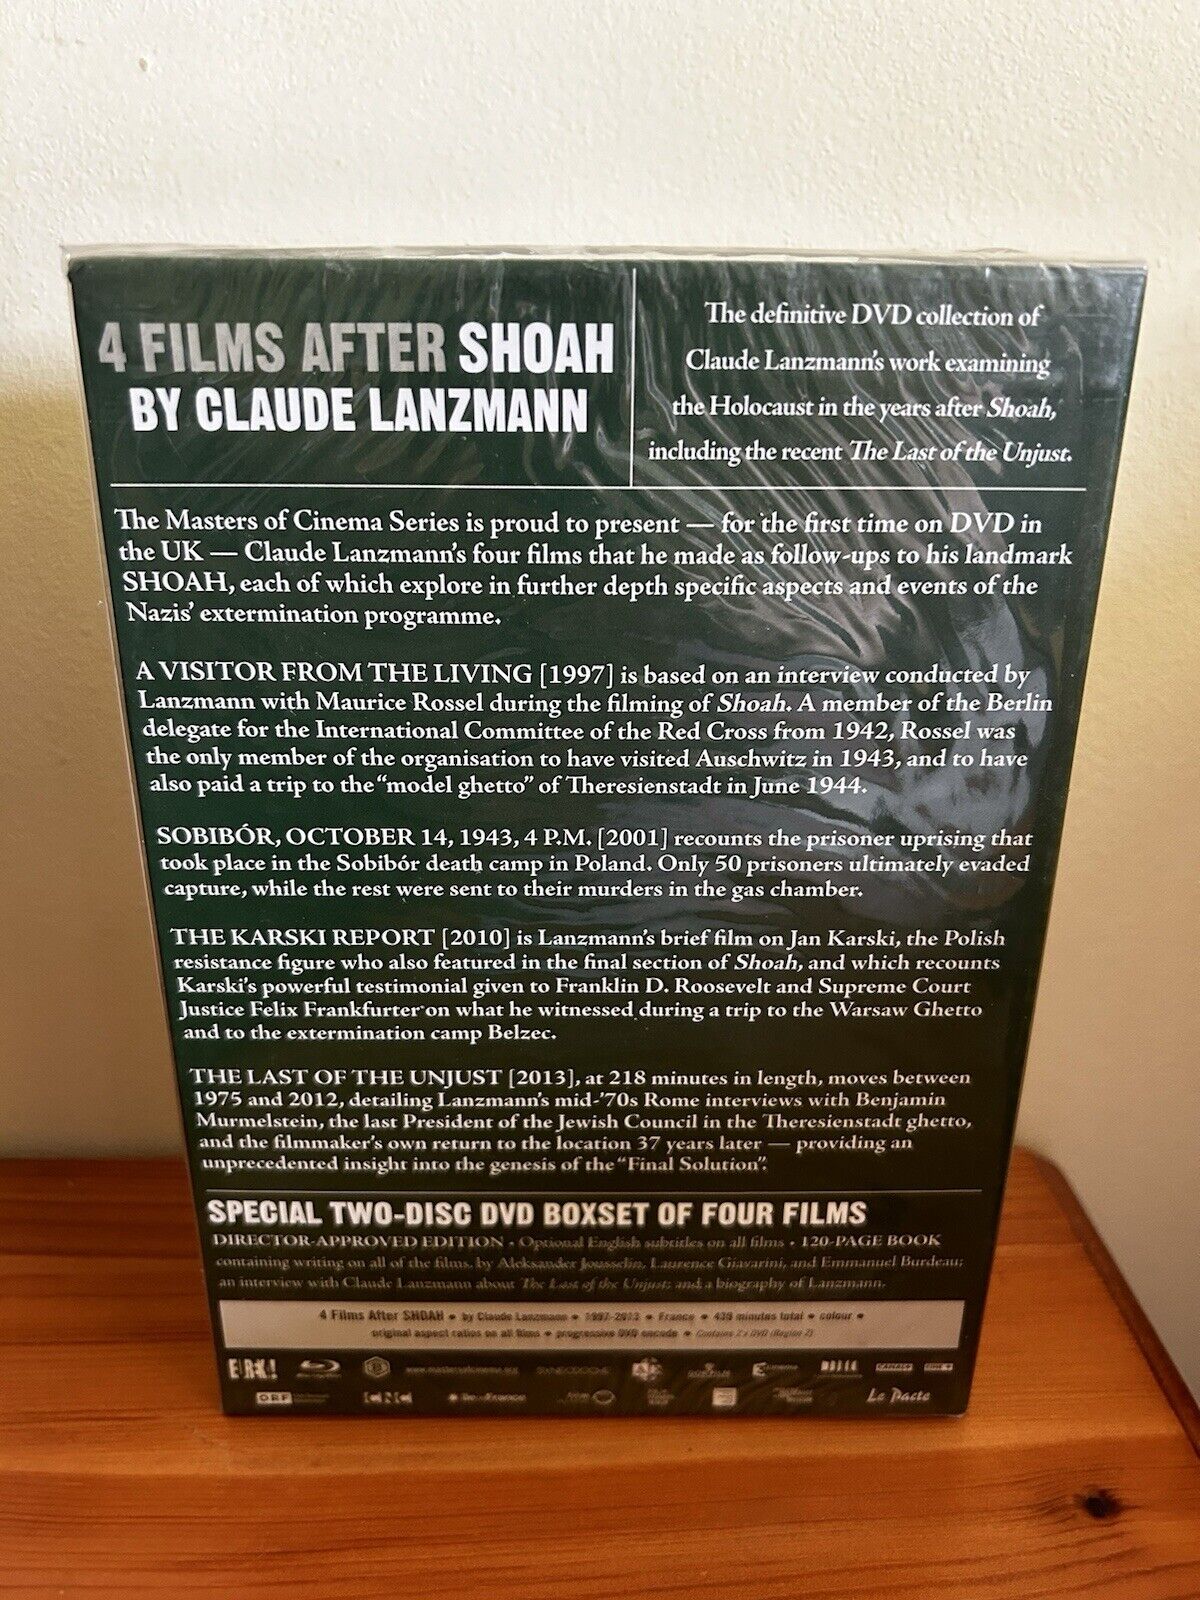 4 FILMS AFTER SHOAH
BY CLAUDE LANZMANN
The definitive DVD collection of
Claude Lanzmann's work examining
the Holocaust in the years after Shoah,
including the recent The Last of the Unjust.
The Masters of Cinema Series is proud to present — for the first time on DVD in
the UK — Claude Lanzmann's four films that he made as follow-ups to his landmark
SHOAH, each of which explore in further depth specific aspects and events of the
Nazis' extermination programme.
A VISITOR FROM THE LIVING [1997] is based on an interview conducted by
Lanzmann with Maurice Rossel during the filming of Shoah. A member of the Berlin
delegate for the International Committee of the Red Cross from 1942, Rossel was
the only member of the organisation to have visited Auschwitz in 1943, and to have
also paid a trip to the "model ghetto" of Theresienstadt in June 1944.
SOBIBÓR, OCTOBER 14, 1943, 4 P.M. [2001] recounts the prisoner uprising that
took place in the Sobibór death camp in Poland. Only 50 prisoners ultimately evaded
capture, while the rest were sent to their murders in the gas chamber.
THE KARSKI REPORT [2010] is Lanzmann's brief film on Jan Karski, the Polish
resistance figure who also featured in the final section of Shoah, and which recounts
Karski's powerful testimonial given to Franklin D. Roosevelt and Supreme Court
Justice Felix Frankfurter on what he witnessed during a trip to the Warsaw Ghetto
and to the extermination camp Belzec.
THE LAST OF THE UNJUST [2013], at 218 minutes in length, moves between
1975 and 2012, detailing Lanzmann's mid-'70s Rome interviews with Benjamin
Murmelstein, the last President of the Jewish Council in the Theresienstadt ghetto,
and the filmmaker's own return to the location 37 years later — providing an
unprecedented insight into the genesis of the "Final Solution".
SPECIAL TWO-DISC DVD BOXSET OF FOUR FILMS
DIRECTOR-APPROVED EDITION • Optional English subtitles on all films • 120-PAGE BOOK
containing writing on all of the films, by Aleksander Jousselin, Laurence Giavarini, and Emmanuel Burdeau;
an interview with Claude Lanzmann about The Last of the Unjust; and a biography of Lanzmann.
4 Films After SHOAH • by Claude Lanzmann • 1997-2013 • France • 439 minutes total • colour •
original aspect ratios on all films • progressive DVD encode • Contains 2 x DVD (Region 2)
EUREKA! Blu-ray Disc www.mastersofcinema.org SYNECDOCHE cinema CANAL+ CINE+
ORF CNC îledeFrance Le Pacte